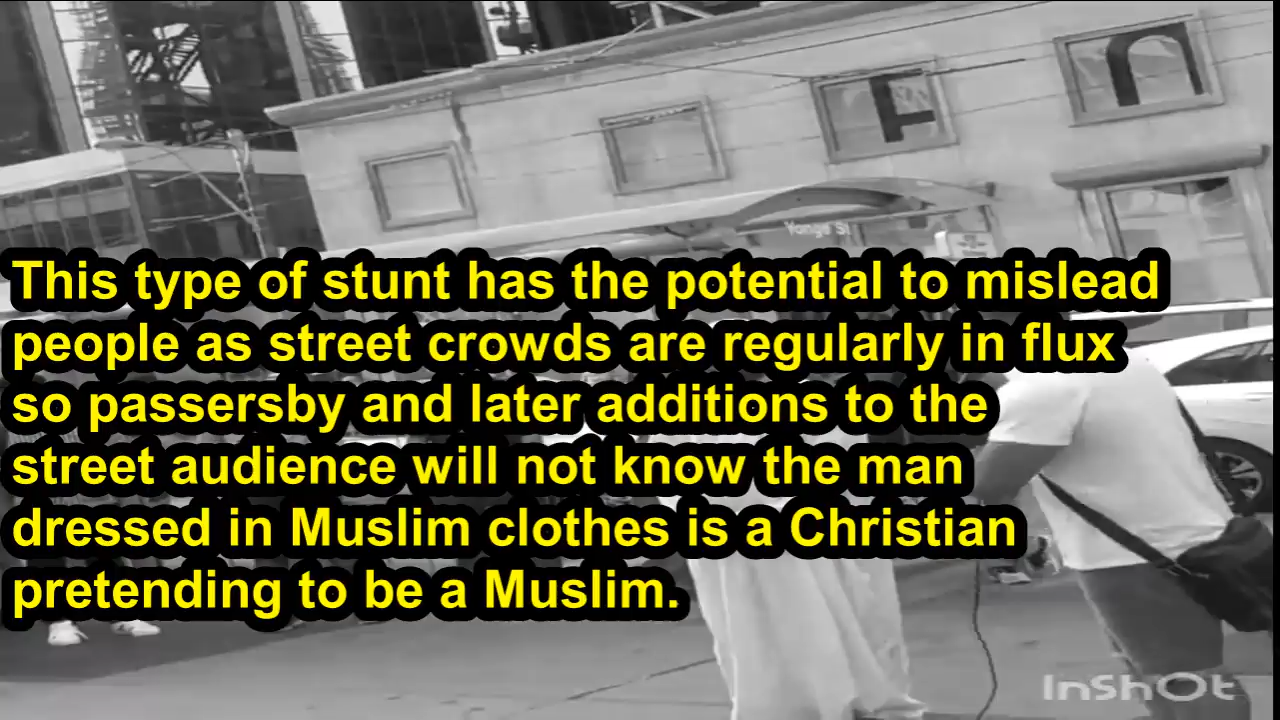 Yonge St
This type of stunt has the potential to mislead
people as street crowds are regularly in flux
so passersby and later additions to the
street audience will not know the man
dressed in Muslim clothes is a Christian
pretending to be a Muslim.
InShOt